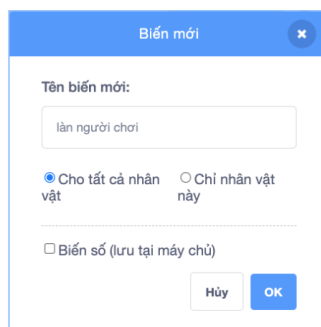 Biến mới
Tên biến mới:
làn người chơi
Cho tất cả nhân vật
Chỉ nhân vật này
Biến số (lưu tại máy chủ)
Hủy
OK